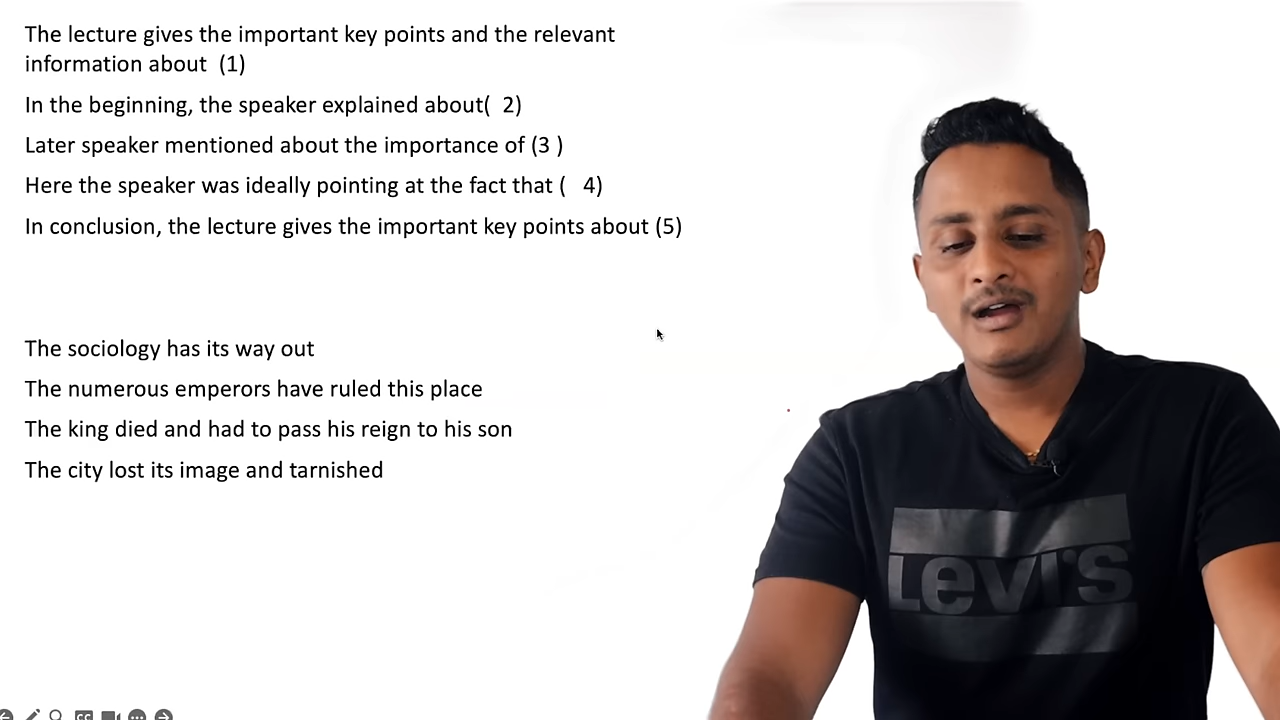 The lecture gives the important key points and the relevant
information about  (1)
In the beginning, the speaker explained about(  2)
Later speaker mentioned about the importance of (3 )
Here the speaker was ideally pointing at the fact that (   4)
In conclusion, the lecture gives the important key points about (5)
The sociology has its way out
The numerous emperors have ruled this place
The king died and had to pass his reign to his son
The city lost its image and tarnished
LEVI'S
CC